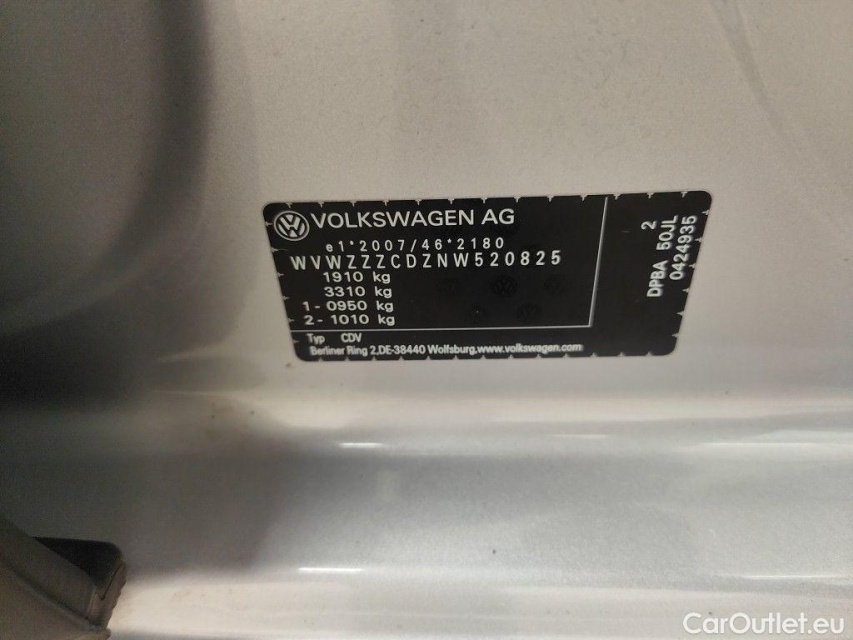 VOLKSWAGEN AG
e1*2007/46*2180
WVWZZZCDZNW520825
1910 kg
3310 kg
1- 0950 kg
2- 1010 kg
Typ CDV
Berliner Ring 2,DE-38440 Wolfsburg,www.volkswagen.com
2
DPBA 50JL
0424935
CarOutlet.eu